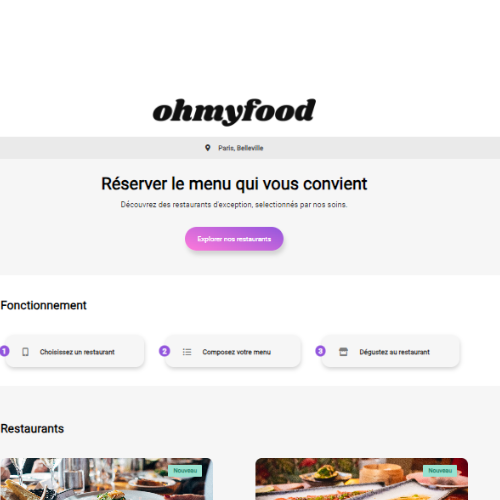 ohmyfood
Paris, Belleville
Réserver le menu qui vous convient
Découvrez des restaurants d'exception, selectionnés par nos soins.
Explorer nos restaurants
Fonctionnement
1 Choisissez un restaurant
2 Composez votre menu
3 Dégustez au restaurant
Restaurants
Nouveau
Nouveau